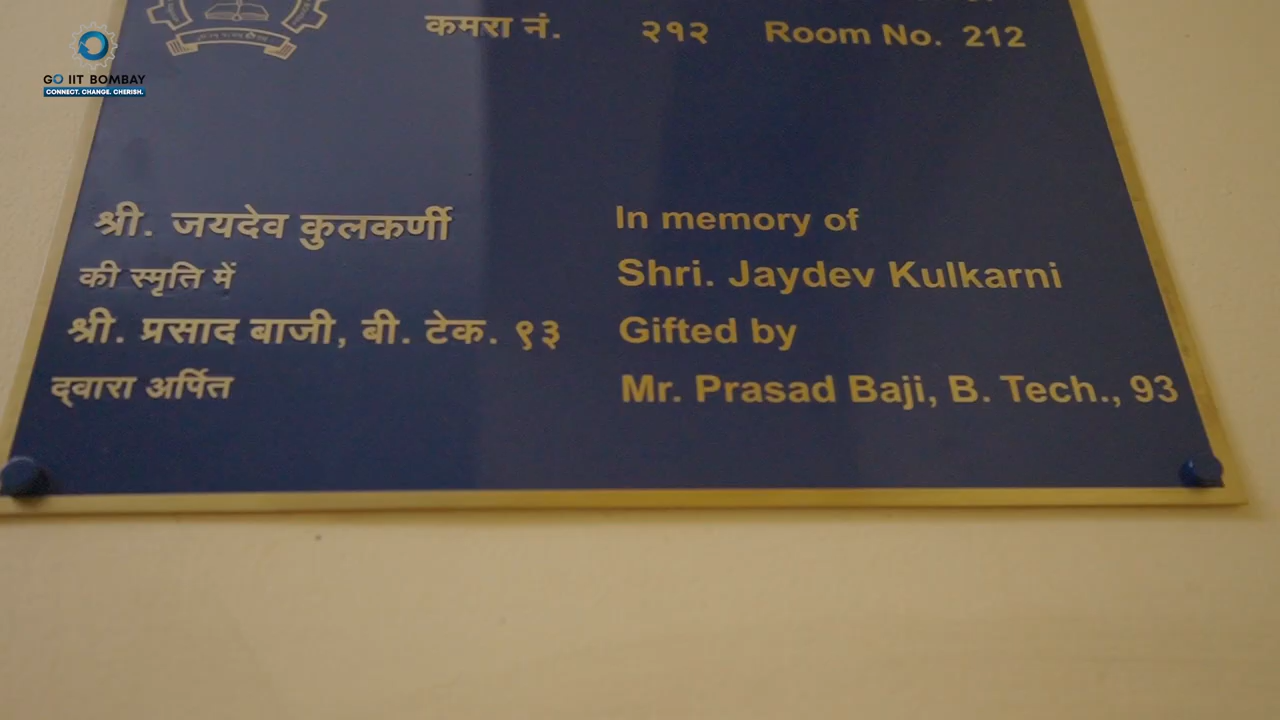 GO IIT BOMBAY
CONNECT. CHANGE. CHERISH.
कमरा नं. २१२ Room No. 212
श्री. जयदेव कुलकर्णी
की स्मृति में
श्री. प्रसाद बाजी, बी. टेक. ९३
द्वारा अर्पित
In memory of
Shri. Jaydev Kulkarni
Gifted by
Mr. Prasad Baji, B. Tech., 93